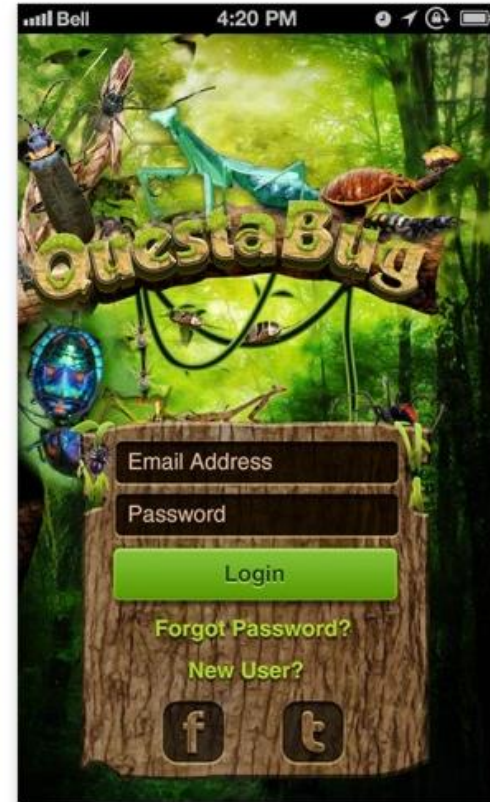 Bell 4:20 PM
QuestaBug
Email Address
Password
Login
Forgot Password?
New User?
f t